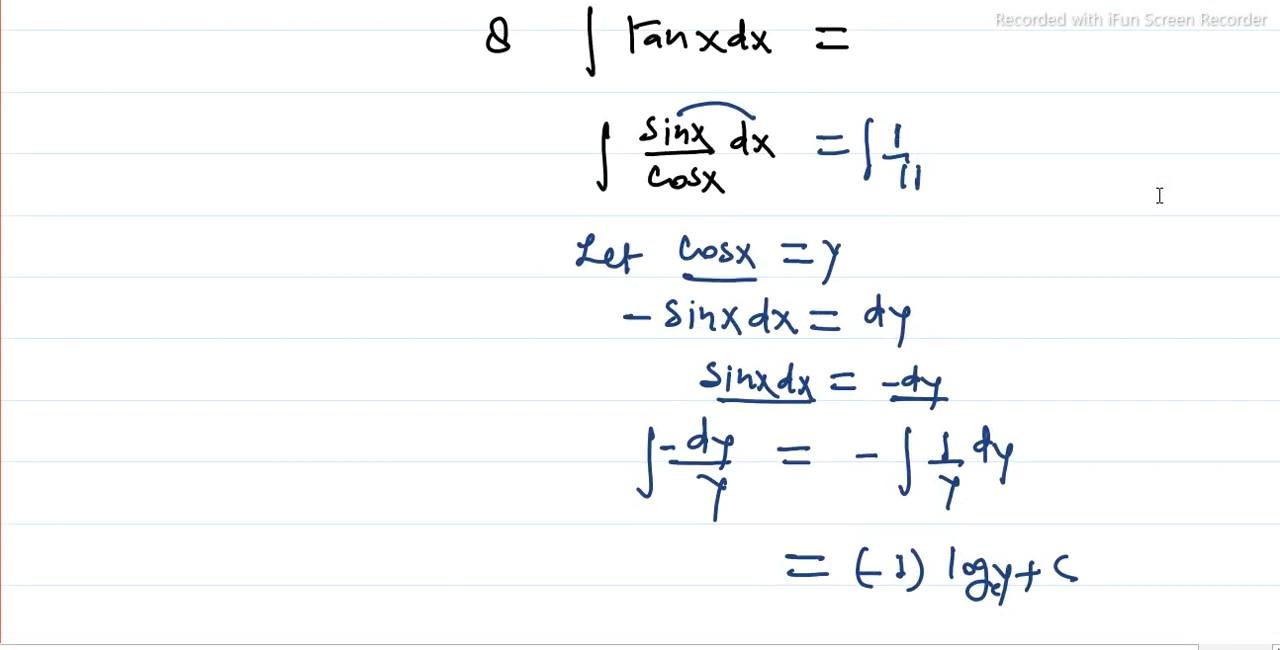 Recorded with iFun Screen Recorder
8 ∫ tanx dx =
∫ sinx/cosx dx = ∫ 1/
Let cosx = y
- sinx dx = dy
sinx dx = -dy
∫ -dy/y = - ∫ 1/y dy
= (-1) logₑy + c